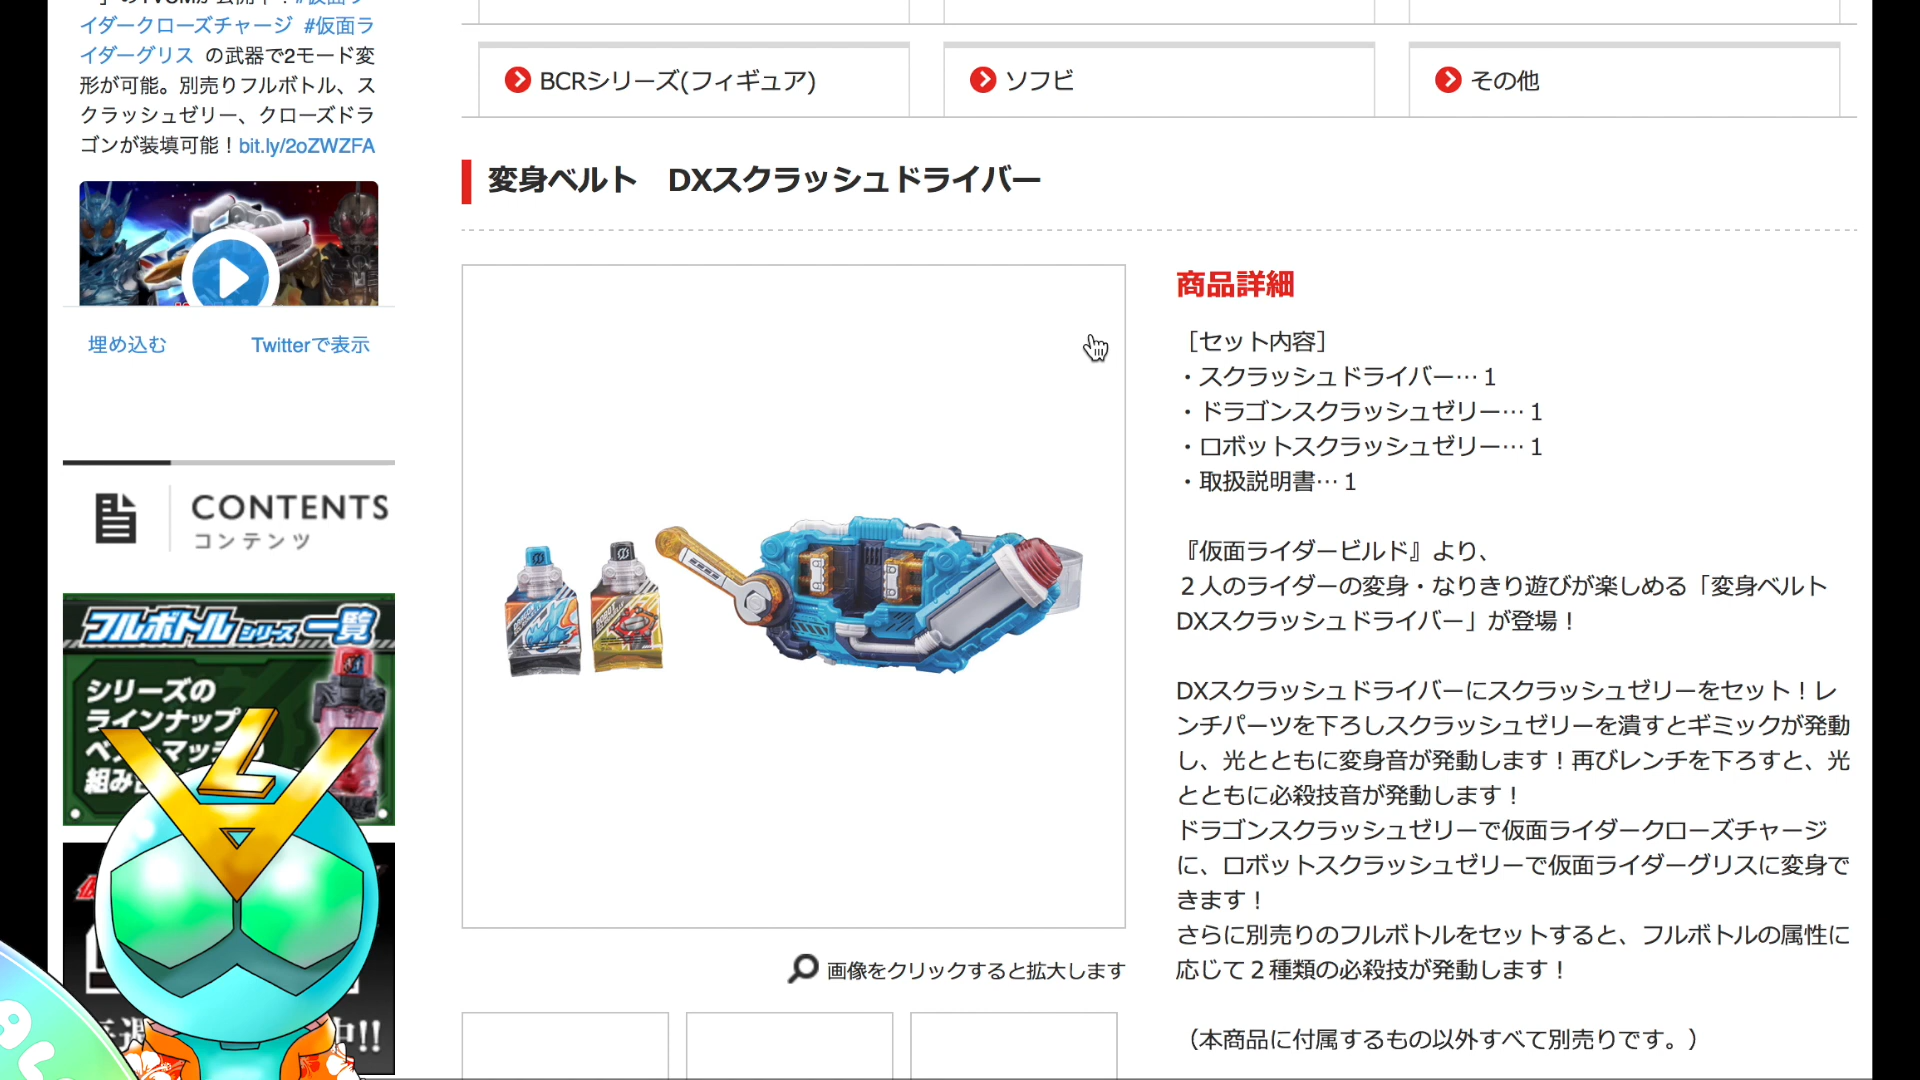 イダークローズチャージ #仮面ラ
イダーグリス の武器で2モード変
形が可能。別売りフルボトル、ス
クラッシュゼリー、クローズドラ
ゴンが装填可能！bit.ly/2oZWZFA
埋め込む
Twitterで表示
CONTENTS
コンテンツ
フルボトルシリーズ一覧
シリーズの
ラインナップ
BCRシリーズ(フィギュア)
ソフビ
その他
変身ベルト　DXスクラッシュドライバー
画像をクリックすると拡大します
商品詳細
［セット内容］
・スクラッシュドライバー…１
・ドラゴンスクラッシュゼリー…１
・ロボットスクラッシュゼリー…１
・取扱説明書…１
『仮面ライダービルド』より、
２人のライダーの変身・なりきり遊びが楽しめる「変身ベルト
DXスクラッシュドライバー」が登場！
DXスクラッシュドライバーにスクラッシュゼリーをセット！レ
ンチパーツを下ろしスクラッシュゼリーを潰すとギミックが発動
し、光とともに変身音が発動します！再びレンチを下ろすと、光
とともに必殺技音が発動します！
ドラゴンスクラッシュゼリーで仮面ライダークローズチャージ
に、ロボットスクラッシュゼリーで仮面ライダーグリスに変身で
きます！
さらに別売りのフルボトルをセットすると、フルボトルの属性に
応じて２種類の必殺技が発動します！
（本商品に付属するもの以外すべて別売りです。）